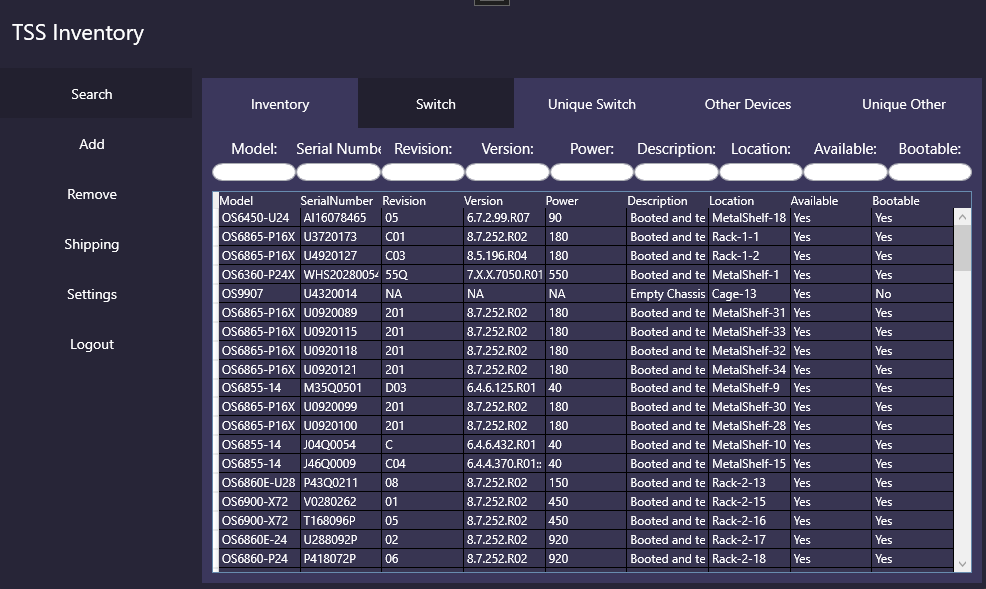 TSS Inventory
Search
Add
Remove
Shipping
Settings
Logout
Inventory Switch Unique Switch Other Devices Unique Other
Model: Serial Numbe Revision: Version: Power: Description: Location: Available: Bootable:
Model SerialNumber Revision Version Power Description Location Available Bootable
OS6450-U24 AI16078465 05 6.7.2.99.R07 90 Booted and te MetalShelf-18 Yes Yes
OS6865-P16X U3720173 C01 8.7.252.R02 180 Booted and te Rack-1-1 Yes Yes
OS6865-P16X U4920127 C03 8.5.196.R04 180 Booted and te Rack-1-2 Yes Yes
OS6360-P24X WHS20280054 55Q 7.X.X.7050.R01 550 Booted and te MetalShelf-1 Yes Yes
OS9907 U4320014 NA NA NA Empty Chassis Cage-13 Yes No
OS6865-P16X U0920089 201 8.7.252.R02 180 Booted and te MetalShelf-31 Yes Yes
OS6865-P16X U0920115 201 8.7.252.R02 180 Booted and te MetalShelf-33 Yes Yes
OS6865-P16X U0920118 201 8.7.252.R02 180 Booted and te MetalShelf-32 Yes Yes
OS6865-P16X U0920121 201 8.7.252.R02 180 Booted and te MetalShelf-34 Yes Yes
OS6855-14 M35Q0501 D03 6.4.6.125.R01 40 Booted and te MetalShelf-9 Yes Yes
OS6865-P16X U0920099 201 8.7.252.R02 180 Booted and te MetalShelf-30 Yes Yes
OS6865-P16X U0920100 201 8.7.252.R02 180 Booted and te MetalShelf-28 Yes Yes
OS6855-14 J04Q0054 C 6.4.6.432.R01 40 Booted and te MetalShelf-10 Yes Yes
OS6855-14 J46Q0009 C04 6.4.4.370.R01:: 40 Booted and te MetalShelf-15 Yes Yes
OS6860E-U28 P43Q0211 08 8.7.252.R02 150 Booted and te Rack-2-13 Yes Yes
OS6900-X72 V0280262 01 8.7.252.R02 450 Booted and te Rack-2-15 Yes Yes
OS6900-X72 T168096P 05 8.7.252.R02 450 Booted and te Rack-2-16 Yes Yes
OS6860E-24 U288092P 02 8.7.252.R02 920 Booted and te Rack-2-17 Yes Yes
OS6860-P24 P418072P 06 8.7.252.R02 920 Booted and te Rack-2-18 Yes Yes